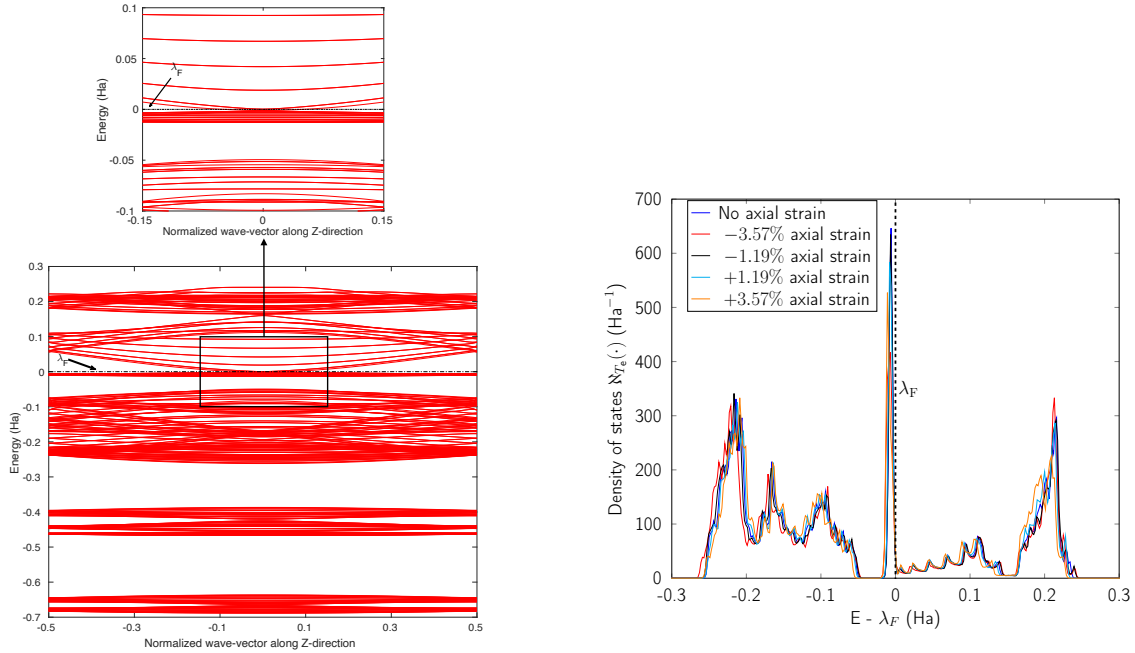 0.1
0.05
0
-0.05
-0.1
Energy (Ha)
λF
-0.15
0
0.15
Normalized wave-vector along Z-direction
0.3
0.2
0.1
0
-0.1
-0.2
-0.3
-0.4
-0.5
-0.6
-0.7
Energy (Ha)
λF
-0.5
-0.3
-0.1
0.1
0.3
0.5
Normalized wave-vector along Z-direction
700
600
500
400
300
200
100
0
Density of states ℵTe(·) (Ha−1)
No axial strain
−3.57% axial strain
−1.19% axial strain
+1.19% axial strain
+3.57% axial strain
λF
-0.3
-0.2
-0.1
0
0.1
0.2
0.3
E - λF (Ha)